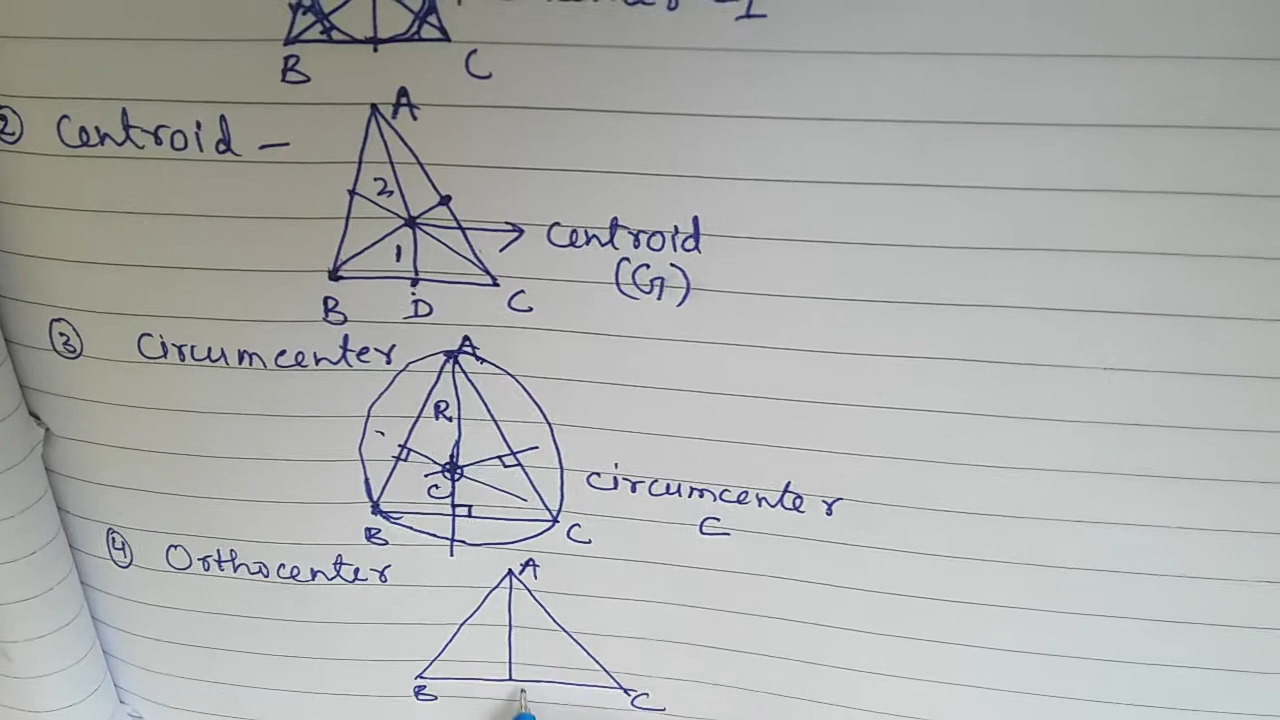 B C
② Centroid –
A
2
1
centroid
(G)
B D C
③ Circumcenter
A
R
C
circumcenter
C
B C
④ Orthocenter
A
B C